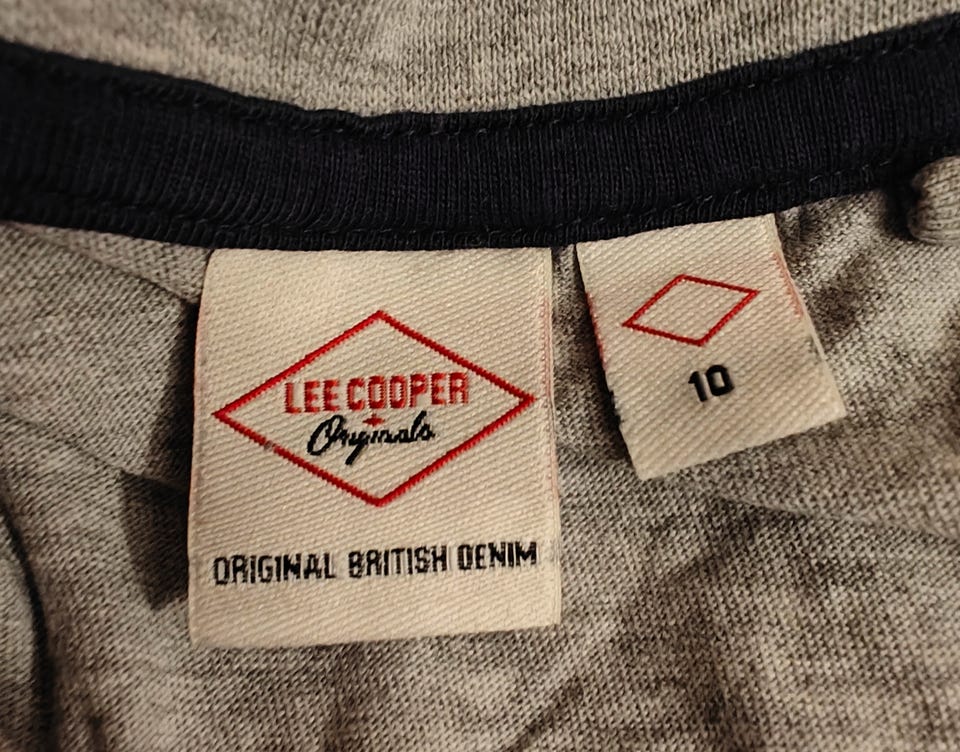 LEE COOPER
Originals
ORIGINAL BRITISH DENIM
10